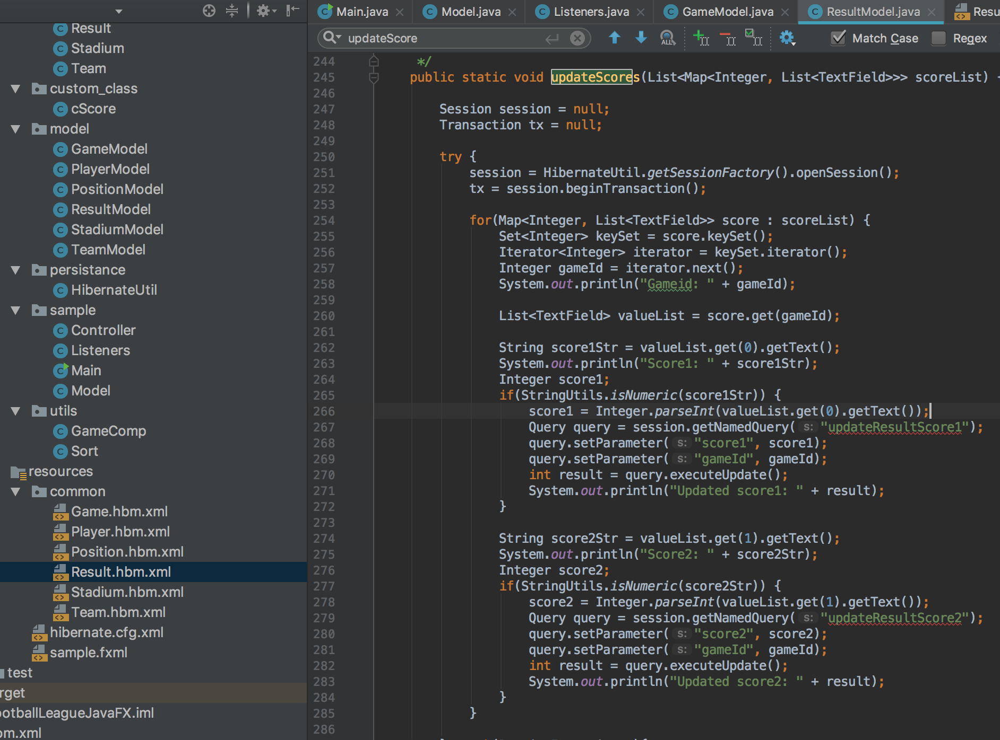 Result
Stadium
Team
custom_class
cScore
model
GameModel
PlayerModel
PositionModel
ResultModel
StadiumModel
TeamModel
persistance
HibernateUtil
sample
Controller
Listeners
Main
Model
utils
GameComp
Sort
resources
common
Game.hbm.xml
Player.hbm.xml
Position.hbm.xml
Result.hbm.xml
Stadium.hbm.xml
Team.hbm.xml
hibernate.cfg.xml
sample.fxml
test
rget
ootballLeagueJavaFX.iml
om.xml
Main.java Model.java Listeners.java GameModel.java ResultModel.java Resu
updateScore ALL Match Case Regex
244 */
245 public static void updateScores(List<Map<Integer, List<TextField>>> scoreList) {
246
247 Session session = null;
248 Transaction tx = null;
249
250 try {
251 session = HibernateUtil.getSessionFactory().openSession();
252 tx = session.beginTransaction();
253
254 for(Map<Integer, List<TextField>> score : scoreList) {
255 Set<Integer> keySet = score.keySet();
256 Iterator<Integer> iterator = keySet.iterator();
257 Integer gameId = iterator.next();
258 System.out.println("Gameid: " + gameId);
259
260 List<TextField> valueList = score.get(gameId);
261
262 String score1Str = valueList.get(0).getText();
263 System.out.println("Score1: " + score1Str);
264 Integer score1;
265 if(StringUtils.isNumeric(score1Str)) {
266 score1 = Integer.parseInt(valueList.get(0).getText());
267 Query query = session.getNamedQuery( s: "updateResultScore1");
268 query.setParameter( s: "score1", score1);
269 query.setParameter( s: "gameId", gameId);
270 int result = query.executeUpdate();
271 System.out.println("Updated score1: " + result);
272 }
273
274 String score2Str = valueList.get(1).getText();
275 System.out.println("Score2: " + score2Str);
276 Integer score2;
277 if(StringUtils.isNumeric(score2Str)) {
278 score2 = Integer.parseInt(valueList.get(1).getText());
279 Query query = session.getNamedQuery( s: "updateResultScore2");
280 query.setParameter( s: "score2", score2);
281 query.setParameter( s: "gameId", gameId);
282 int result = query.executeUpdate();
283 System.out.println("Updated score2: " + result);
284 }
285 }
286